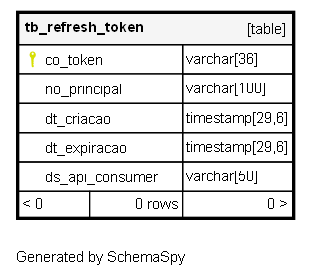 tb_refresh_token [table]
co_token varchar[36]
no_principal varchar[100]
dt_criacao timestamp[29,6]
dt_expiracao timestamp[29,6]
ds_api_consumer varchar[50]
< 0 0 rows 0 >
Generated by SchemaSpy